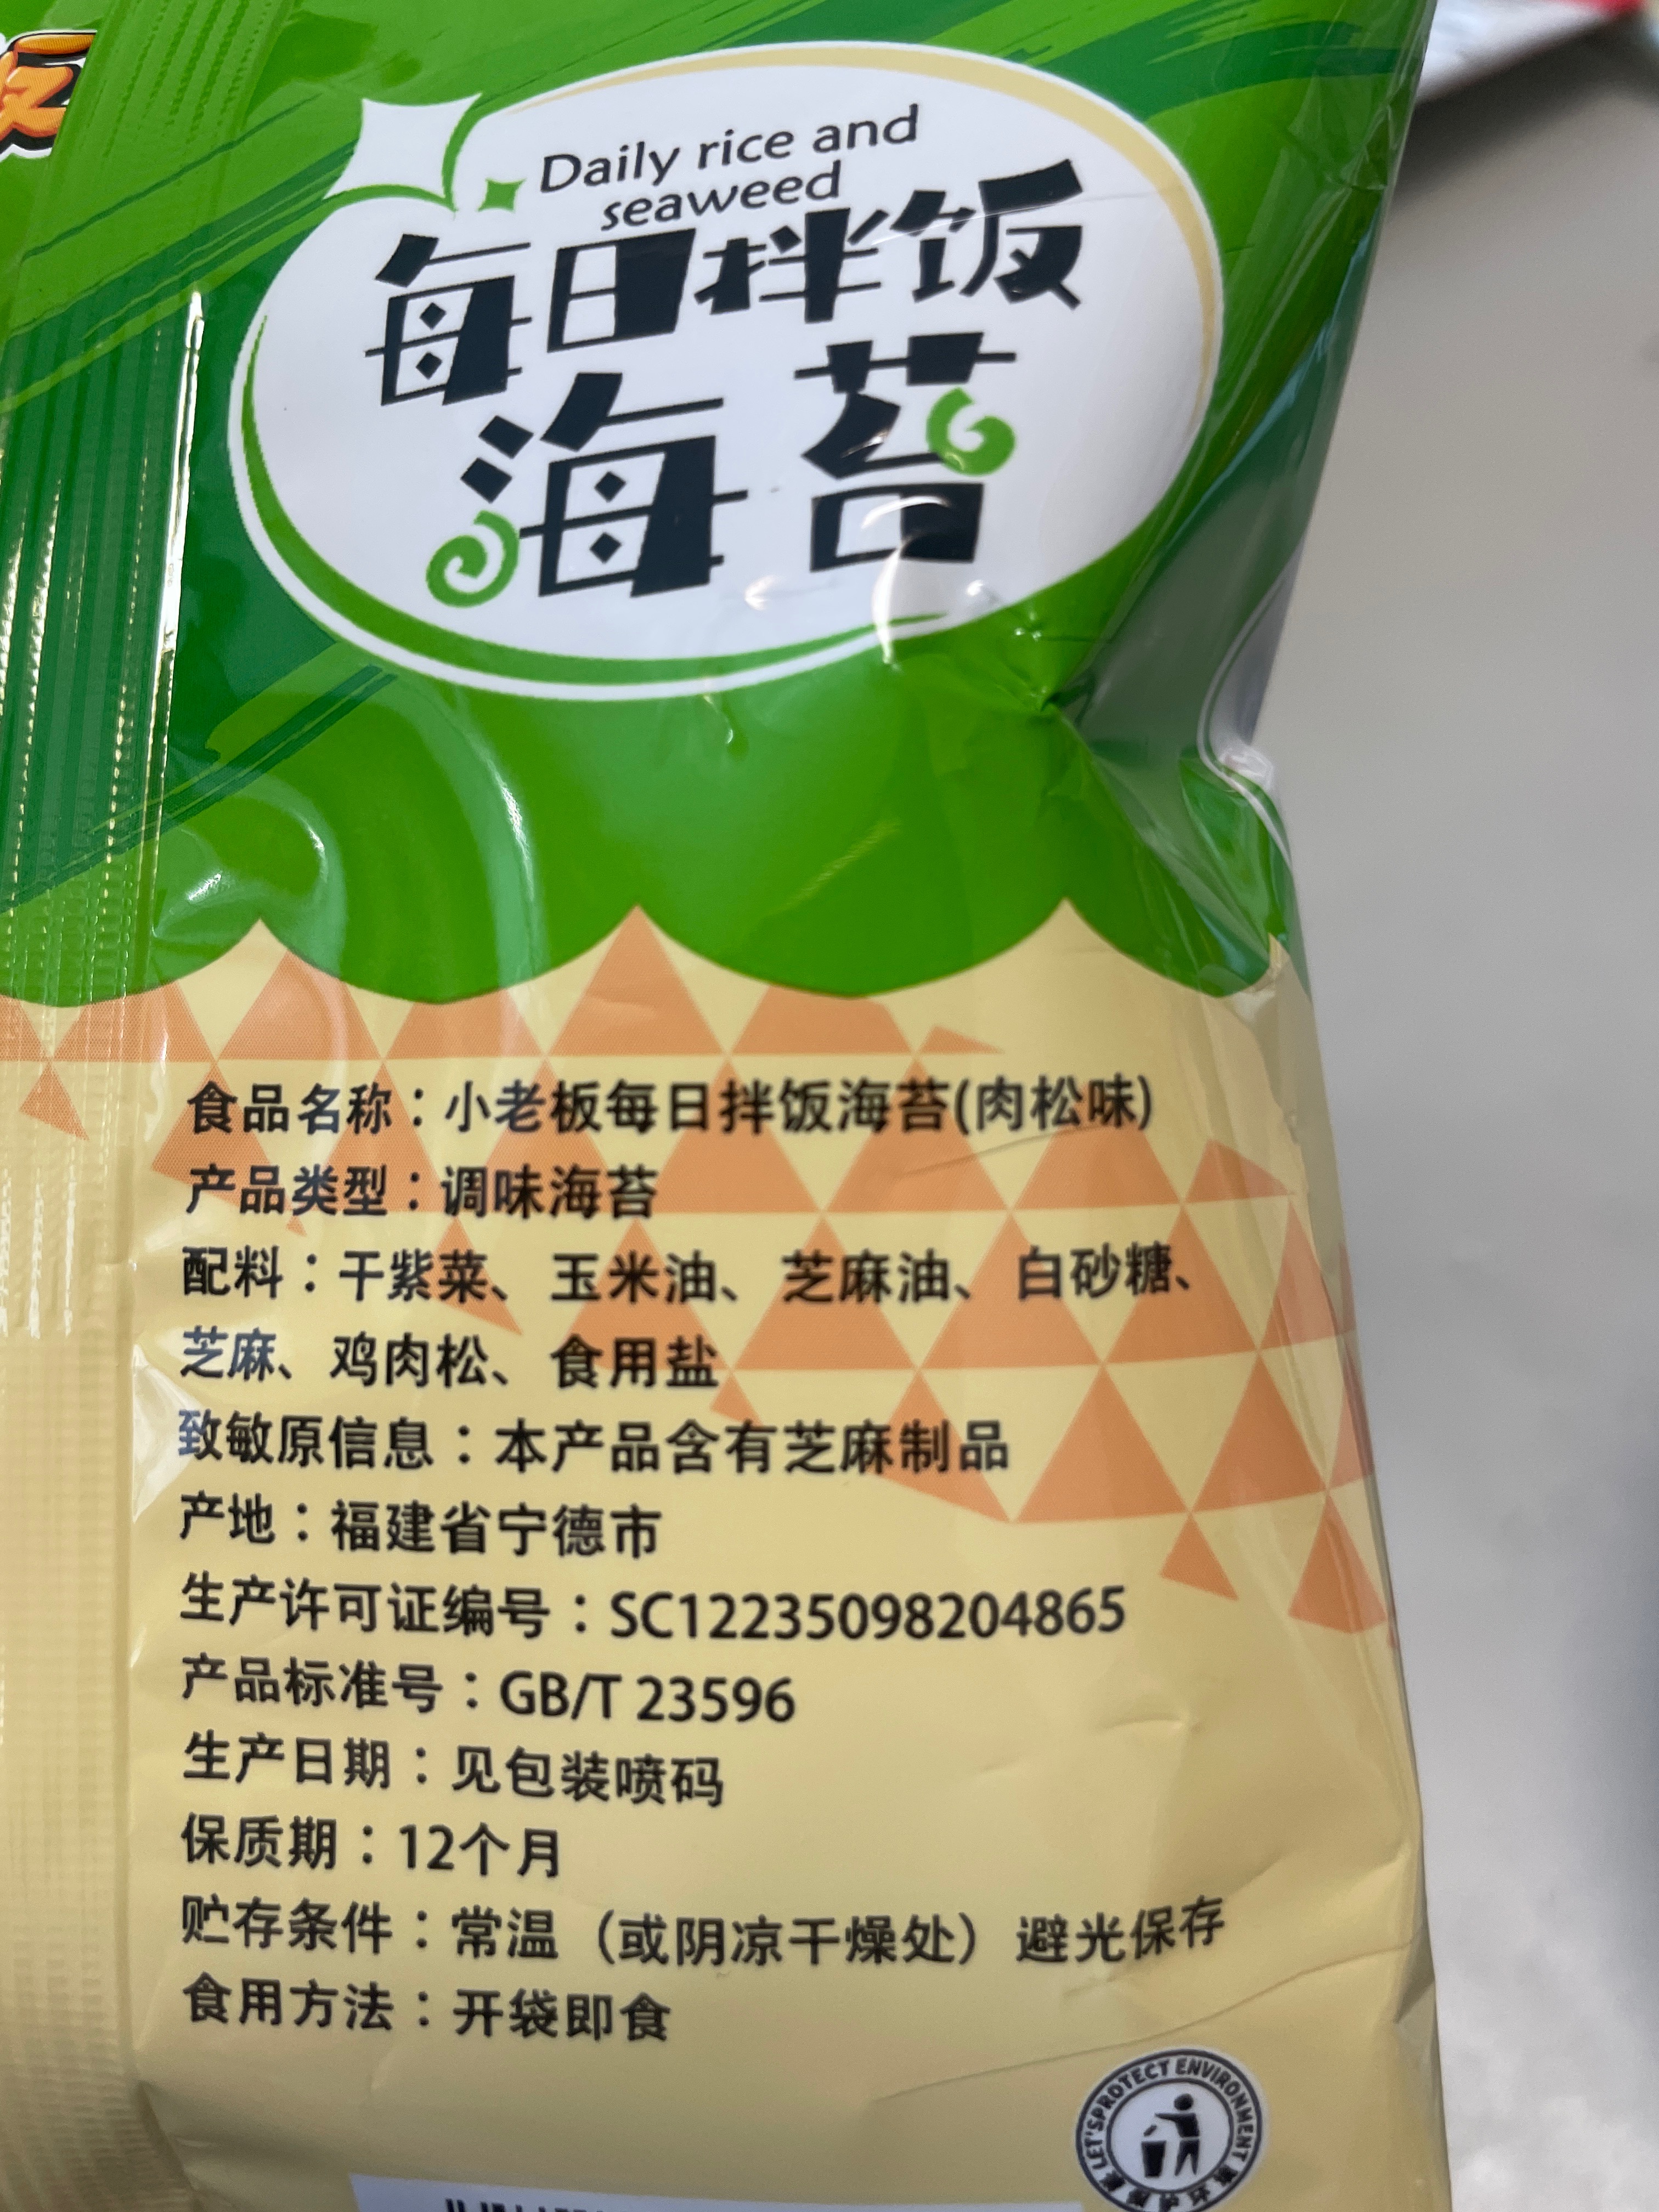 Daily rice and
seaweed
每日拌饭
海苔
食品名称：小老板每日拌饭海苔(肉松味)
产品类型：调味海苔
配料：干紫菜、玉米油、芝麻油、白砂糖、
芝麻、鸡肉松、食用盐
致敏原信息：本产品含有芝麻制品
产地：福建省宁德市
生产许可证编号：SC12235098204865
产品标准号：GB/T 23596
生产日期：见包装喷码
保质期：12个月
贮存条件：常温（或阴凉干燥处）避光保存
食用方法：开袋即食
LET'SPROTECT ENVIRONMENT